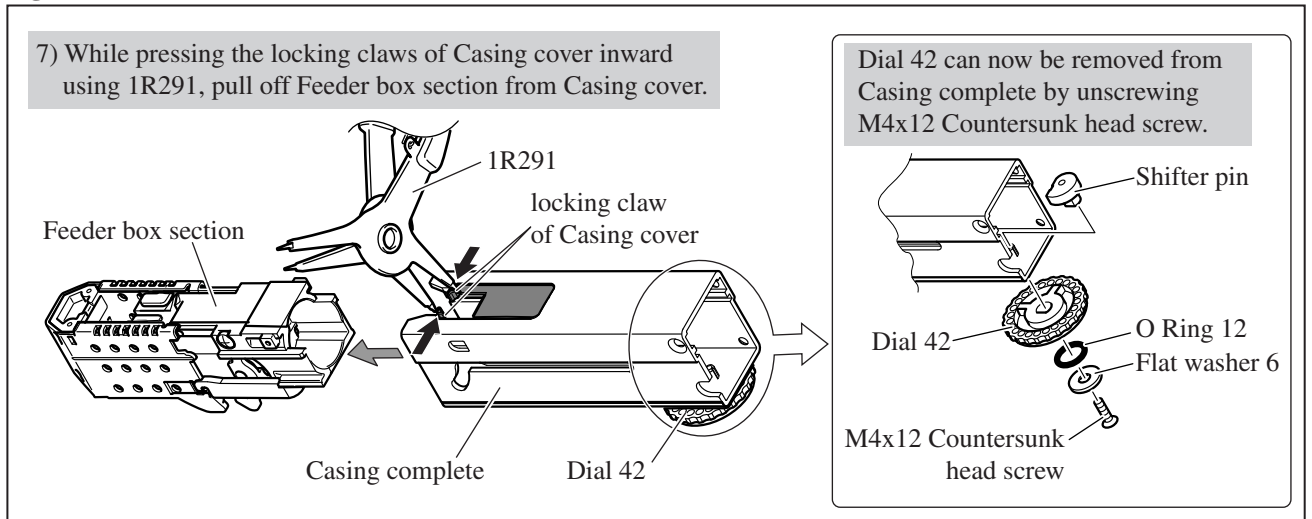 7) While pressing the locking claws of Casing cover inward
using 1R291, pull off Feeder box section from Casing cover.
1R291
locking claw
of Casing cover
Feeder box section
Casing complete
Dial 42
Dial 42 can now be removed from
Casing complete by unscrewing
M4x12 Countersunk head screw.
Shifter pin
Dial 42
O Ring 12
Flat washer 6
M4x12 Countersunk
head screw